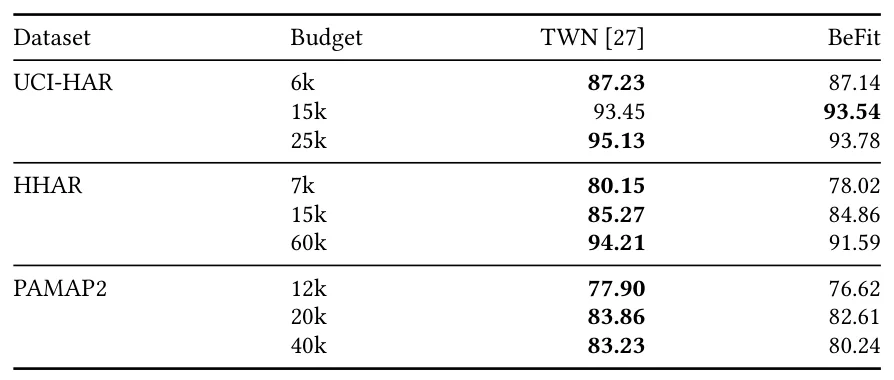 Dataset Budget TWN [27] BeFit
UCI-HAR 6k 87.23 87.14
15k 93.45 93.54
25k 95.13 93.78
HHAR 7k 80.15 78.02
15k 85.27 84.86
60k 94.21 91.59
PAMAP2 12k 77.90 76.62
20k 83.86 82.61
40k 83.23 80.24